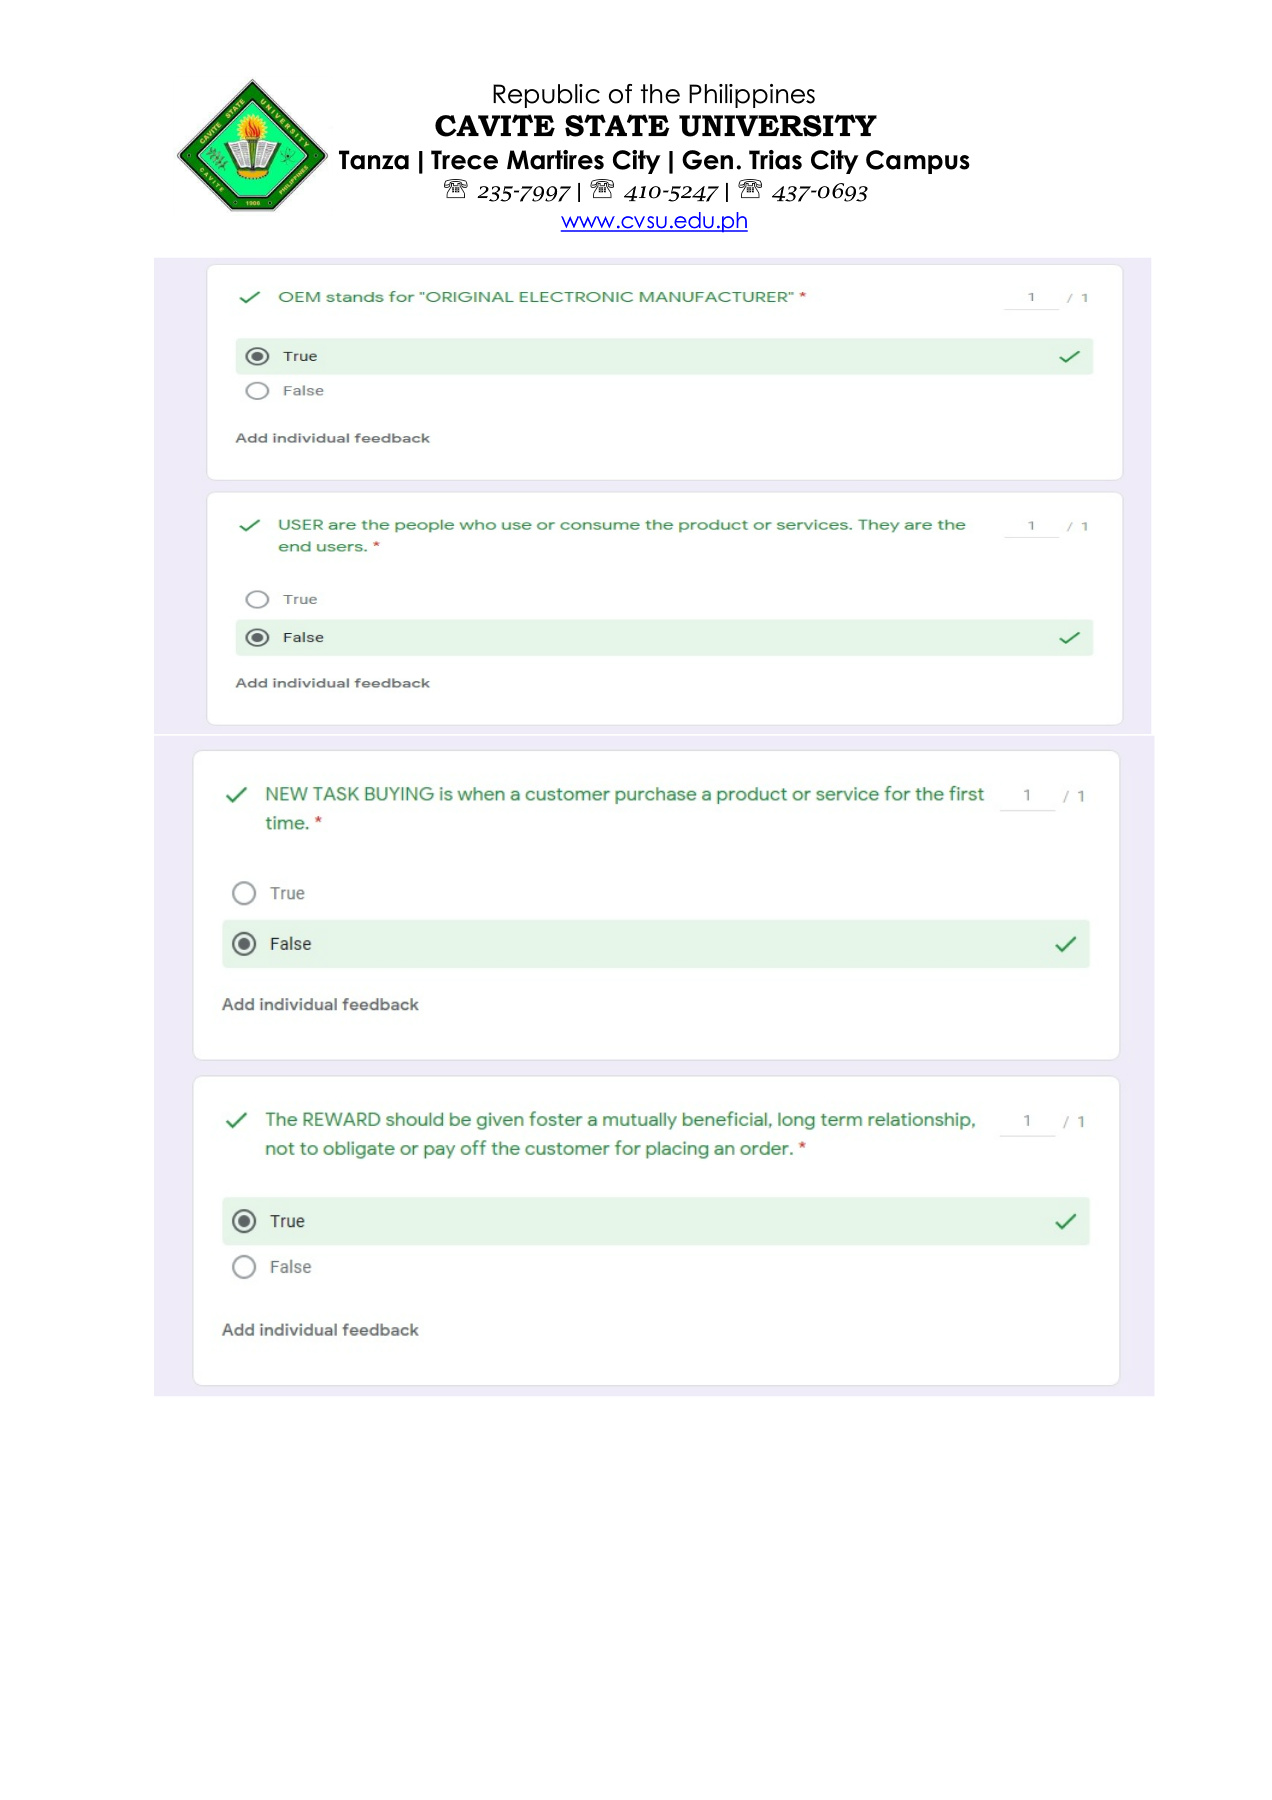 Republic of the Philippines
CAVITE STATE UNIVERSITY
Tanza | Trece Martires City | Gen. Trias City Campus
☏ 235-7997 | ☏ 410-5247 | ☏ 437-0693
www.cvsu.edu.ph
CAVITE STATE UNIVERSITY
CAVITE PHILIPPINES
1906
OEM stands for "ORIGINAL ELECTRONIC MANUFACTURER" * 1 / 1
True
False
Add individual feedback
USER are the people who use or consume the product or services. They are the 1 / 1
end users. *
True
False
Add individual feedback
NEW TASK BUYING is when a customer purchase a product or service for the first 1 / 1
time. *
True
False
Add individual feedback
The REWARD should be given foster a mutually beneficial, long term relationship, 1 / 1
not to obligate or pay off the customer for placing an order. *
True
False
Add individual feedback